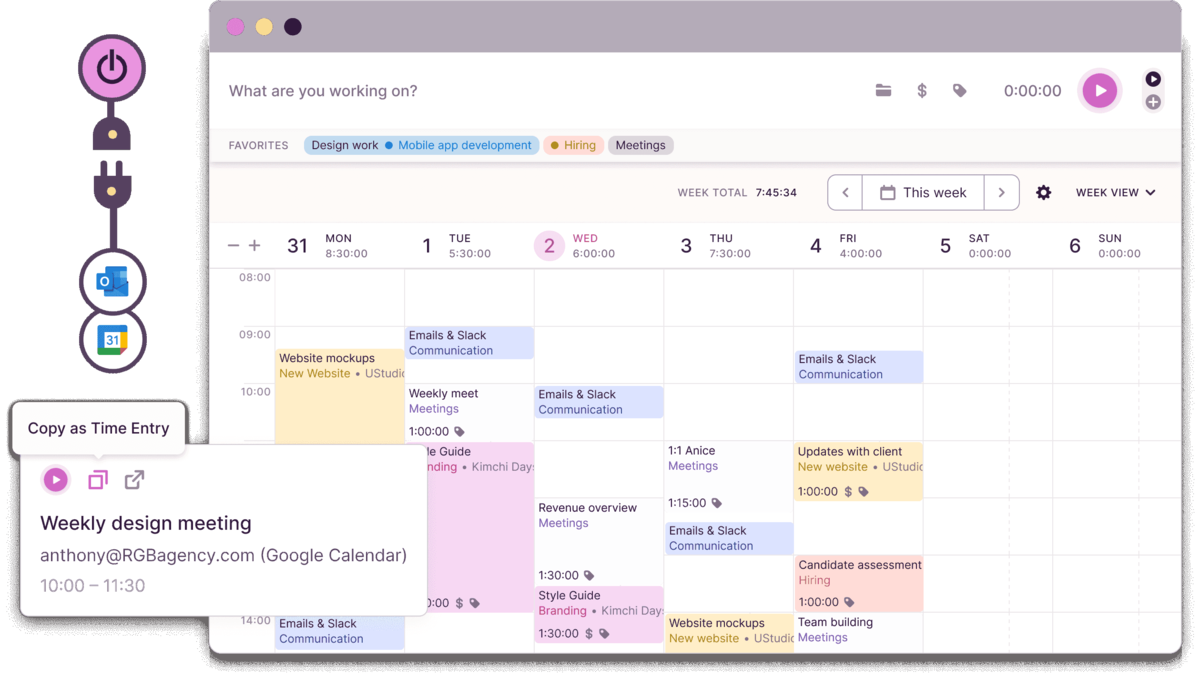 What are you working on?
$
0:00:00
FAVORITES
Design work
Mobile app development
Hiring
Meetings
WEEK TOTAL 7:45:34
This week
WEEK VIEW
31 MON 8:30:00
1 TUE 5:30:00
2 WED 6:00:00
3 THU 7:30:00
4 FRI 4:00:00
5 SAT 0:00:00
6 SUN 0:00:00
08:00
09:00
10:00
14:00
Website mockups
New Website • UStudio
Emails & Slack
Communication
Emails & Slack
Communication
Weekly meet
Meetings
1:00:00
le Guide
nding • Kimchi Days
0:00 $
Emails & Slack
Communication
Revenue overview
Meetings
1:30:00
Style Guide
Branding • Kimchi Days
1:30:00 $
1:1 Anice
Meetings
1:15:00
Emails & Slack
Communication
Website mockups
New website • UStudio
Emails & Slack
Communication
Updates with client
New website • UStudio
1:00:00 $
Candidate assessment
Hiring
1:00:00
Team building
Meetings
O
31
Copy as Time Entry
Weekly design meeting
anthony@RGBagency.com (Google Calendar)
10:00 – 11:30